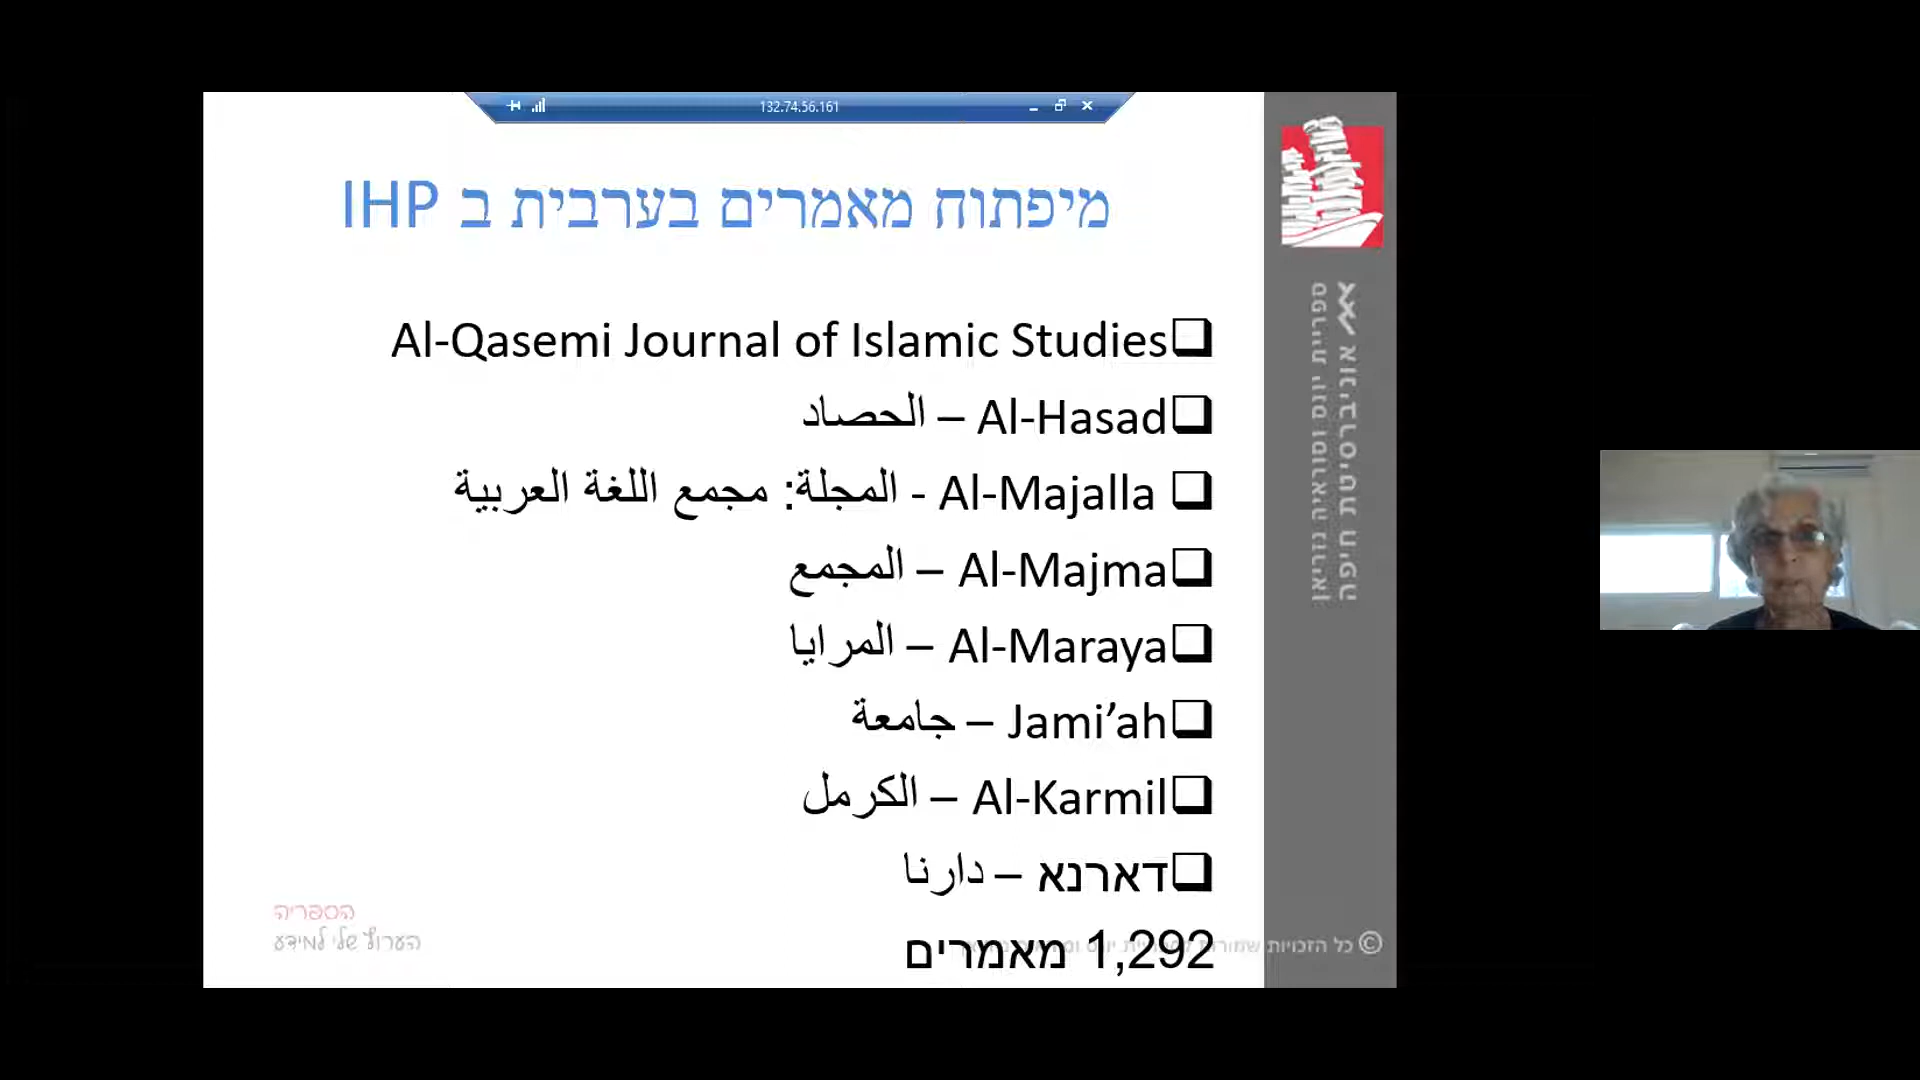 132.74.56.161
מיפתוח מאמרים בערבית ב IHP
Al-Qasemi Journal of Islamic Studies
Al-Hasad – الحصاد
Al-Majalla - المجلة: مجمع اللغة العربية
Al-Majma – المجمع
Al-Maraya – المرايا
Jami’ah – جامعة
Al-Karmil – الكرمل
דארנא – دارنا
1,292 מאמרים
אוניברסיטת חיפה
ספריית יונס וסוראיה נזריאן
הספריה
הערוץ שלי למידע
© כל הזכויות שמורות